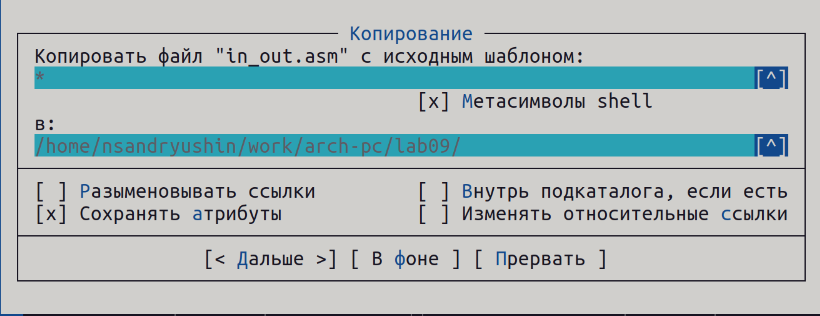 Копирование
Копировать файл "in_out.asm" с исходным шаблоном:
* [^]
[x] Метасимволы shell
в:
/home/nsandryushin/work/arch-pc/lab09/ [^]
[ ] Разыменовывать ссылки [ ] Внутрь подкаталога, если есть
[x] Сохранять атрибуты [ ] Изменять относительные ссылки
[< Дальше >] [ В фоне ] [ Прервать ]